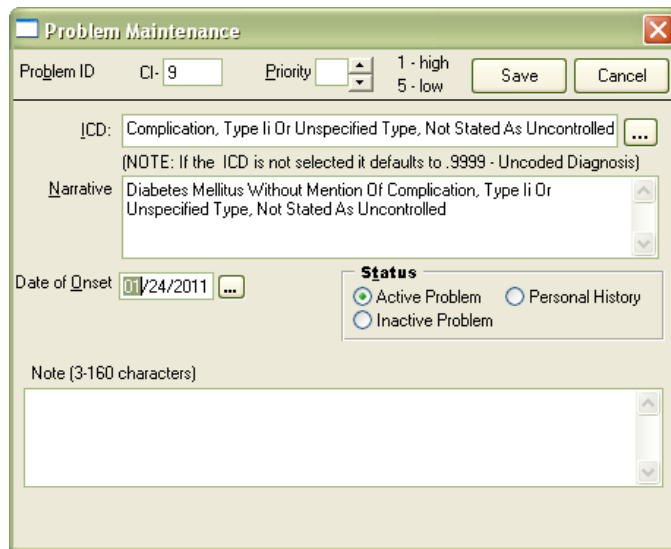 Problem Maintenance
Problem ID CI- 9 Priority 1 - high
5 - low Save Cancel
ICD: Complication, Type Ii Or Unspecified Type, Not Stated As Uncontrolled ...
(NOTE: If the ICD is not selected it defaults to .9999 - Uncoded Diagnosis)
Narrative Diabetes Mellitus Without Mention Of Complication, Type Ii Or
Unspecified Type, Not Stated As Uncontrolled
Date of Onset 01/24/2011 ... Status
Active Problem Personal History
Inactive Problem
Note (3-160 characters)